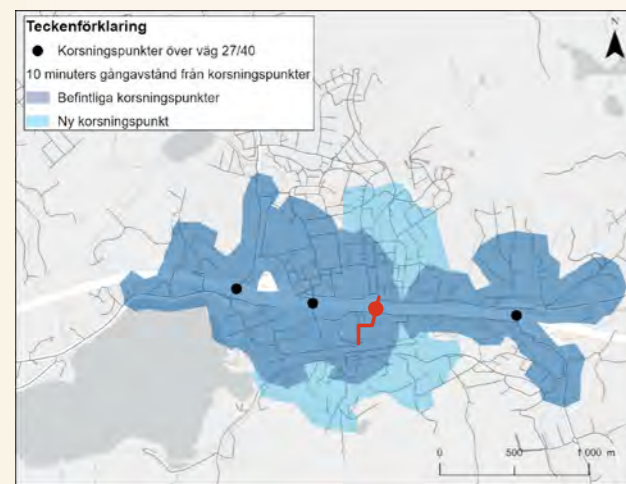 Teckenförklaring
Korsningspunkter över väg 27/40
10 minuters gångavstånd från korsningspunkter
Befintliga korsningspunkter
Ny korsningspunkt
N
0 500 1 000 m